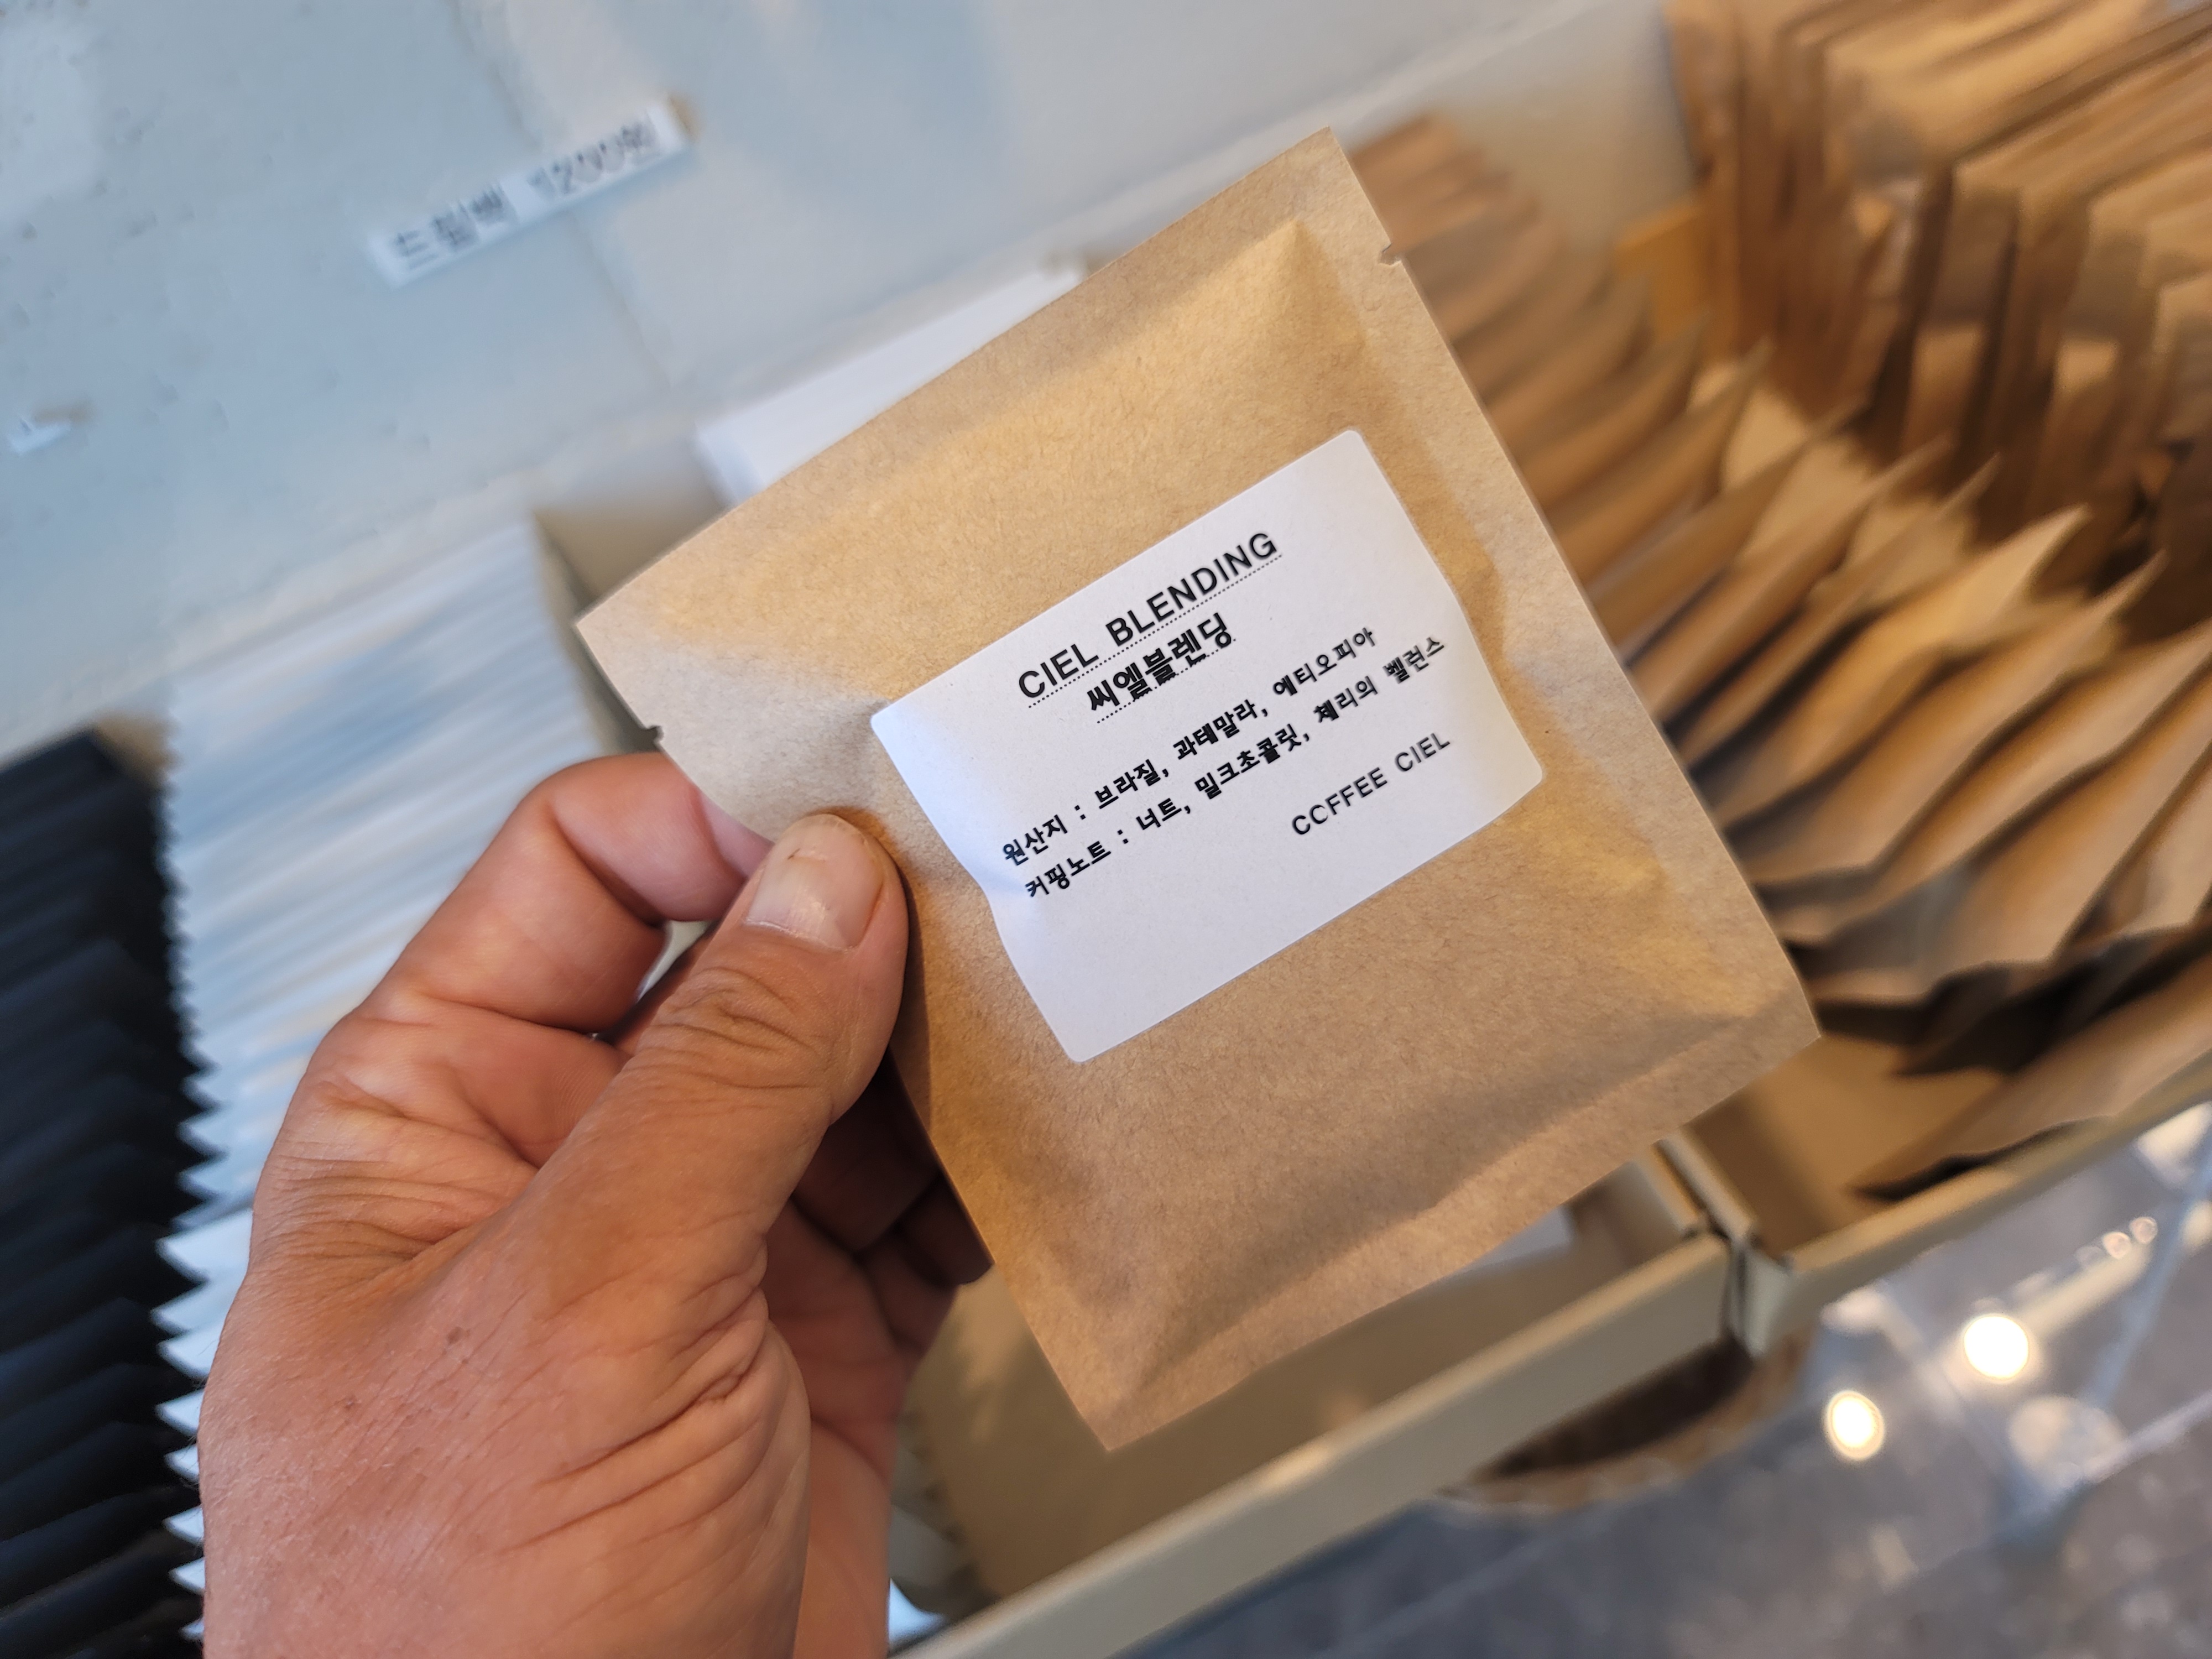 드립백 1200원
CIEL BLENDING
씨엘블렌딩
원산지 : 브라질, 과테말라, 에티오피아
커핑노트 : 너트, 밀크초콜릿, 체리의 벨런스
COFFEE CIEL